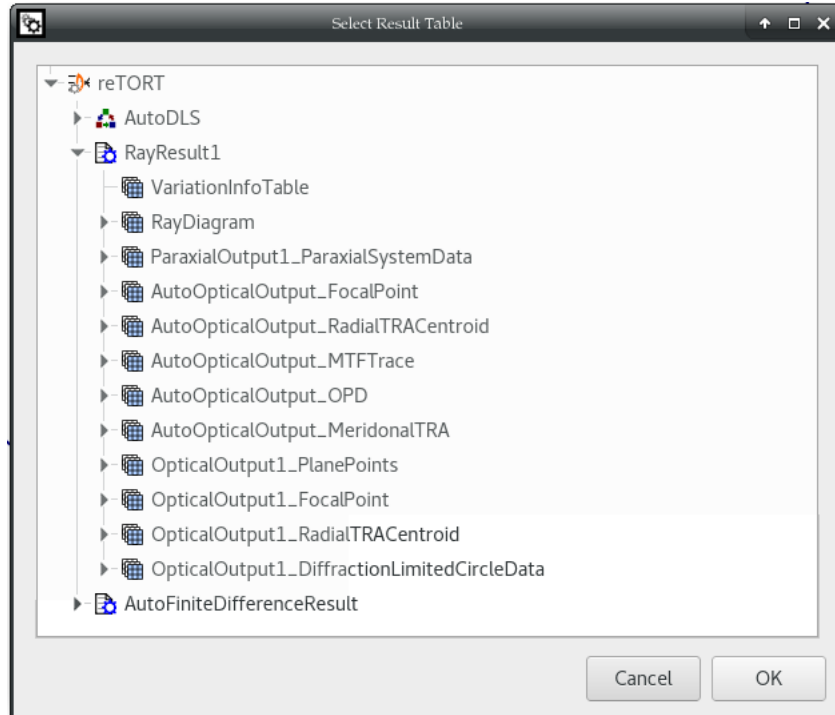 Select Result Table
reTORT
AutoDLS
RayResult1
VariationInfoTable
RayDiagram
ParaxialOutput1_ParaxialSystemData
AutoOpticalOutput_FocalPoint
AutoOpticalOutput_RadialTRACentroid
AutoOpticalOutput_MTFTrace
AutoOpticalOutput_OPD
AutoOpticalOutput_MeridonalTRA
OpticalOutput1_PlanePoints
OpticalOutput1_FocalPoint
OpticalOutput1_RadialTRACentroid
OpticalOutput1_DiffractionLimitedCircleData
AutoFiniteDifferenceResult
Cancel OK